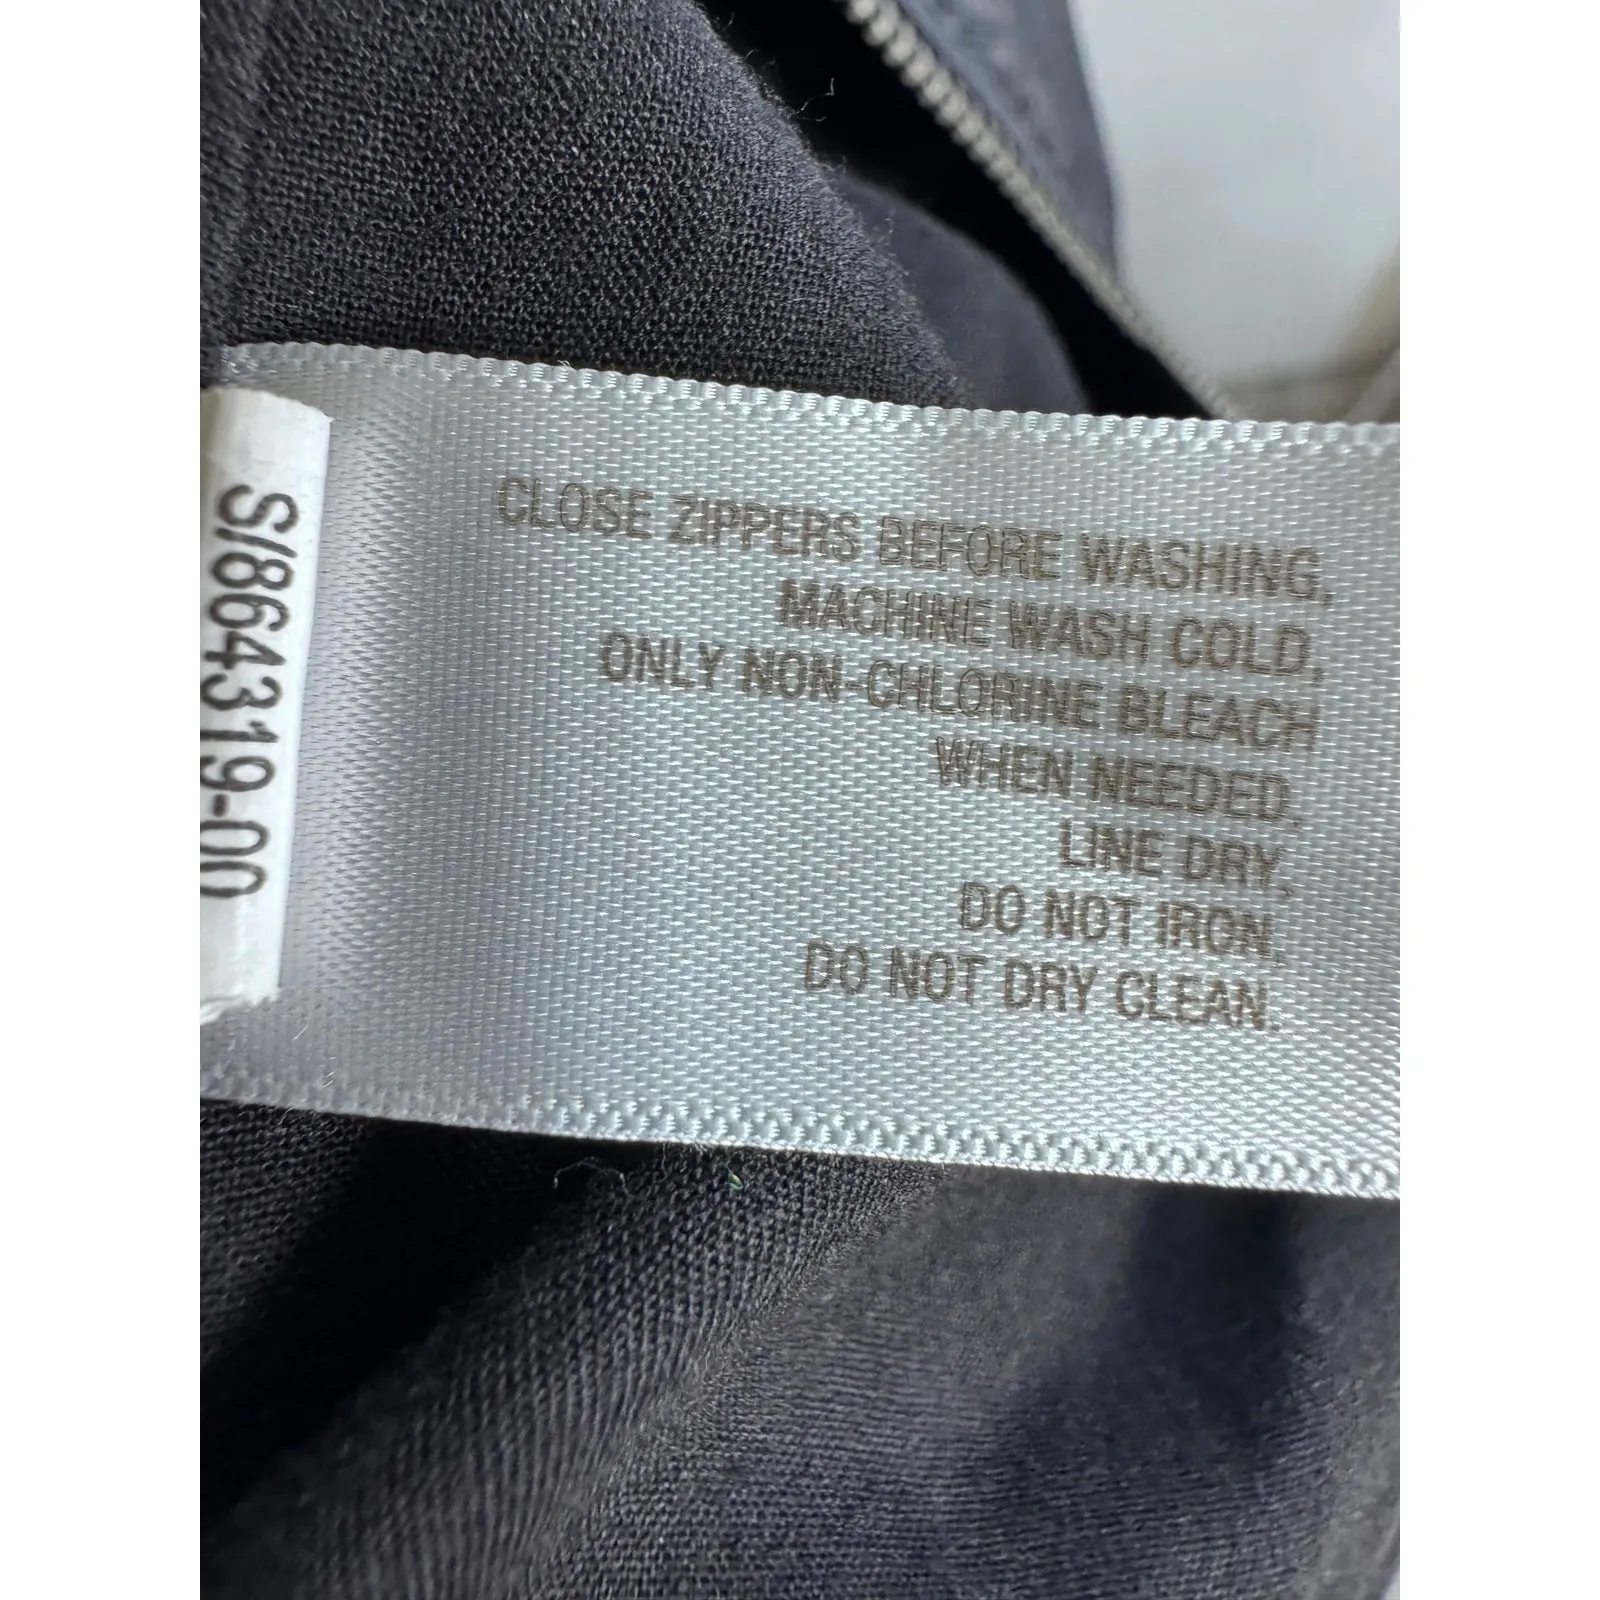 S/864319-00
CLOSE ZIPPERS BEFORE WASHING,
MACHINE WASH COLD,
ONLY NON-CHLORINE BLEACH
WHEN NEEDED,
LINE DRY,
DO NOT IRON,
DO NOT DRY CLEAN.